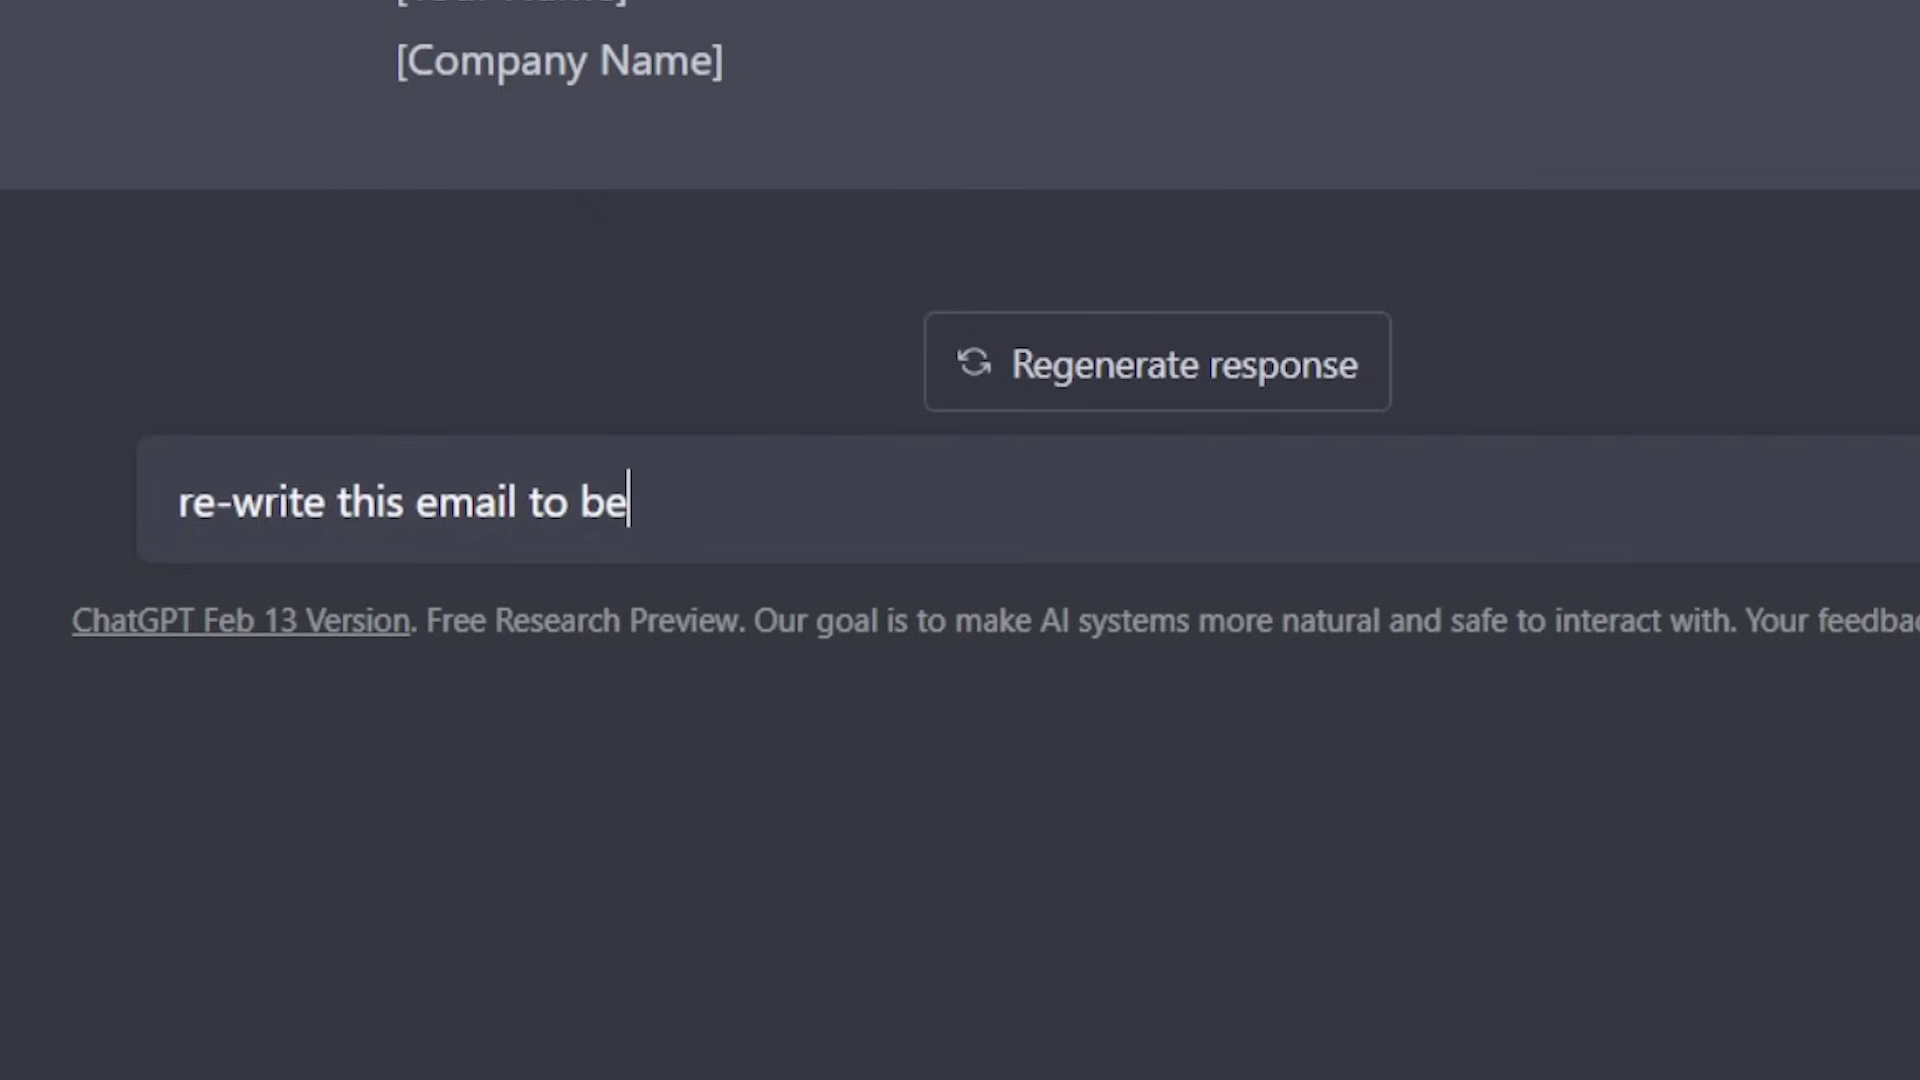 [Company Name]
Regenerate response
re-write this email to be
ChatGPT Feb 13 Version. Free Research Preview. Our goal is to make AI systems more natural and safe to interact with. Your